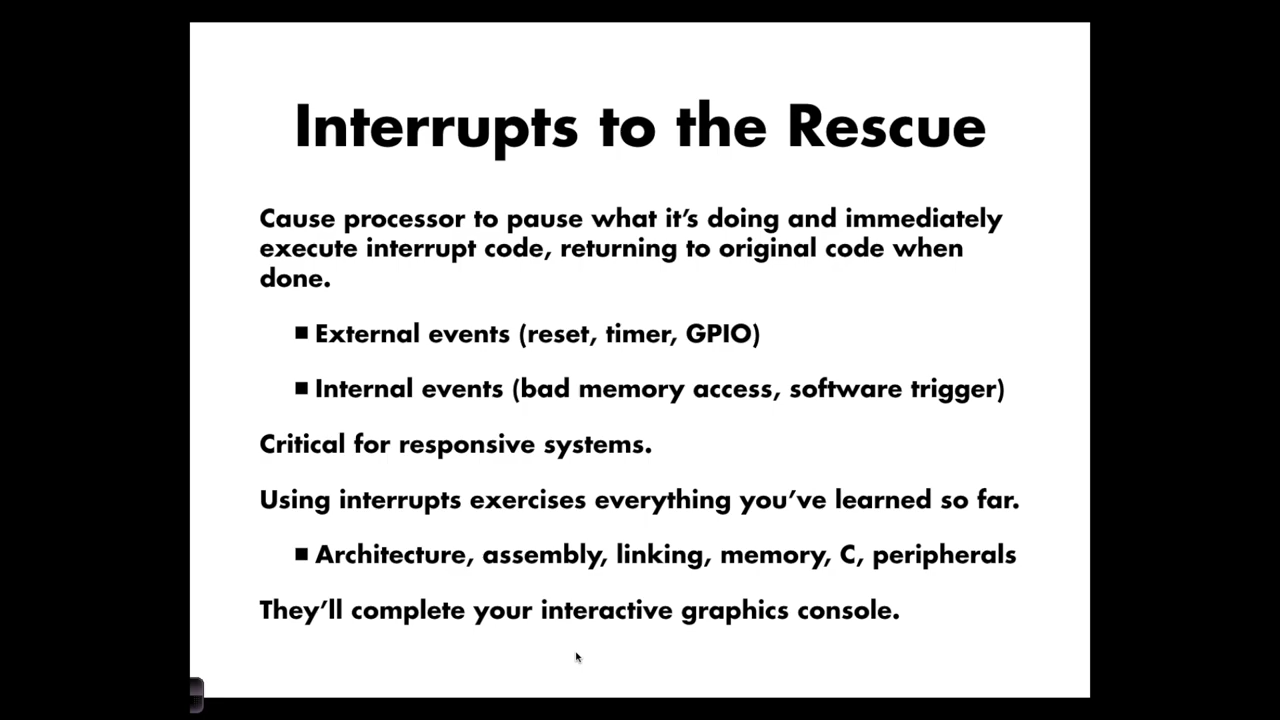 Interrupts to the Rescue
Cause processor to pause what it’s doing and immediately
execute interrupt code, returning to original code when
done.
■ External events (reset, timer, GPIO)
■ Internal events (bad memory access, software trigger)
Critical for responsive systems.
Using interrupts exercises everything you’ve learned so far.
■ Architecture, assembly, linking, memory, C, peripherals
They’ll complete your interactive graphics console.